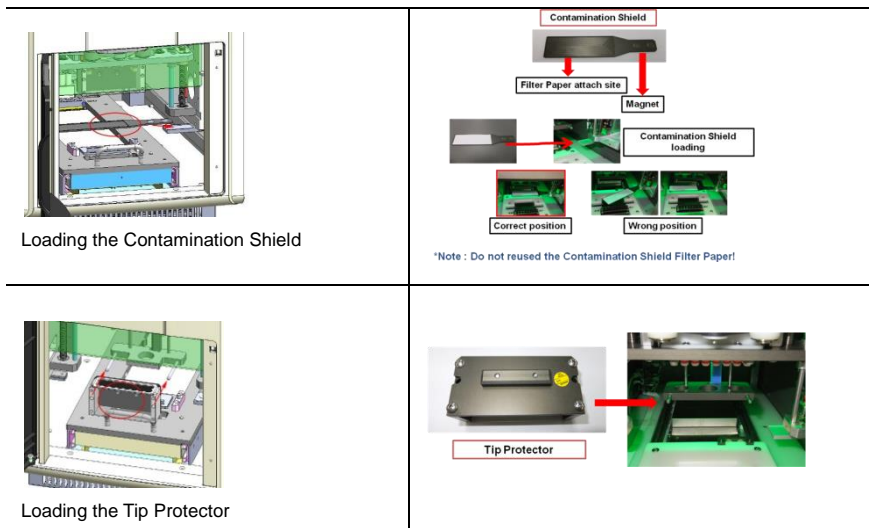 Contamination Shield
Filter Paper attach site
Magnet
Contamination Shield
loading
Correct position
Wrong position
Loading the Contamination Shield
*Note : Do not reused the Contamination Shield Filter Paper!
Tip Protector
Loading the Tip Protector